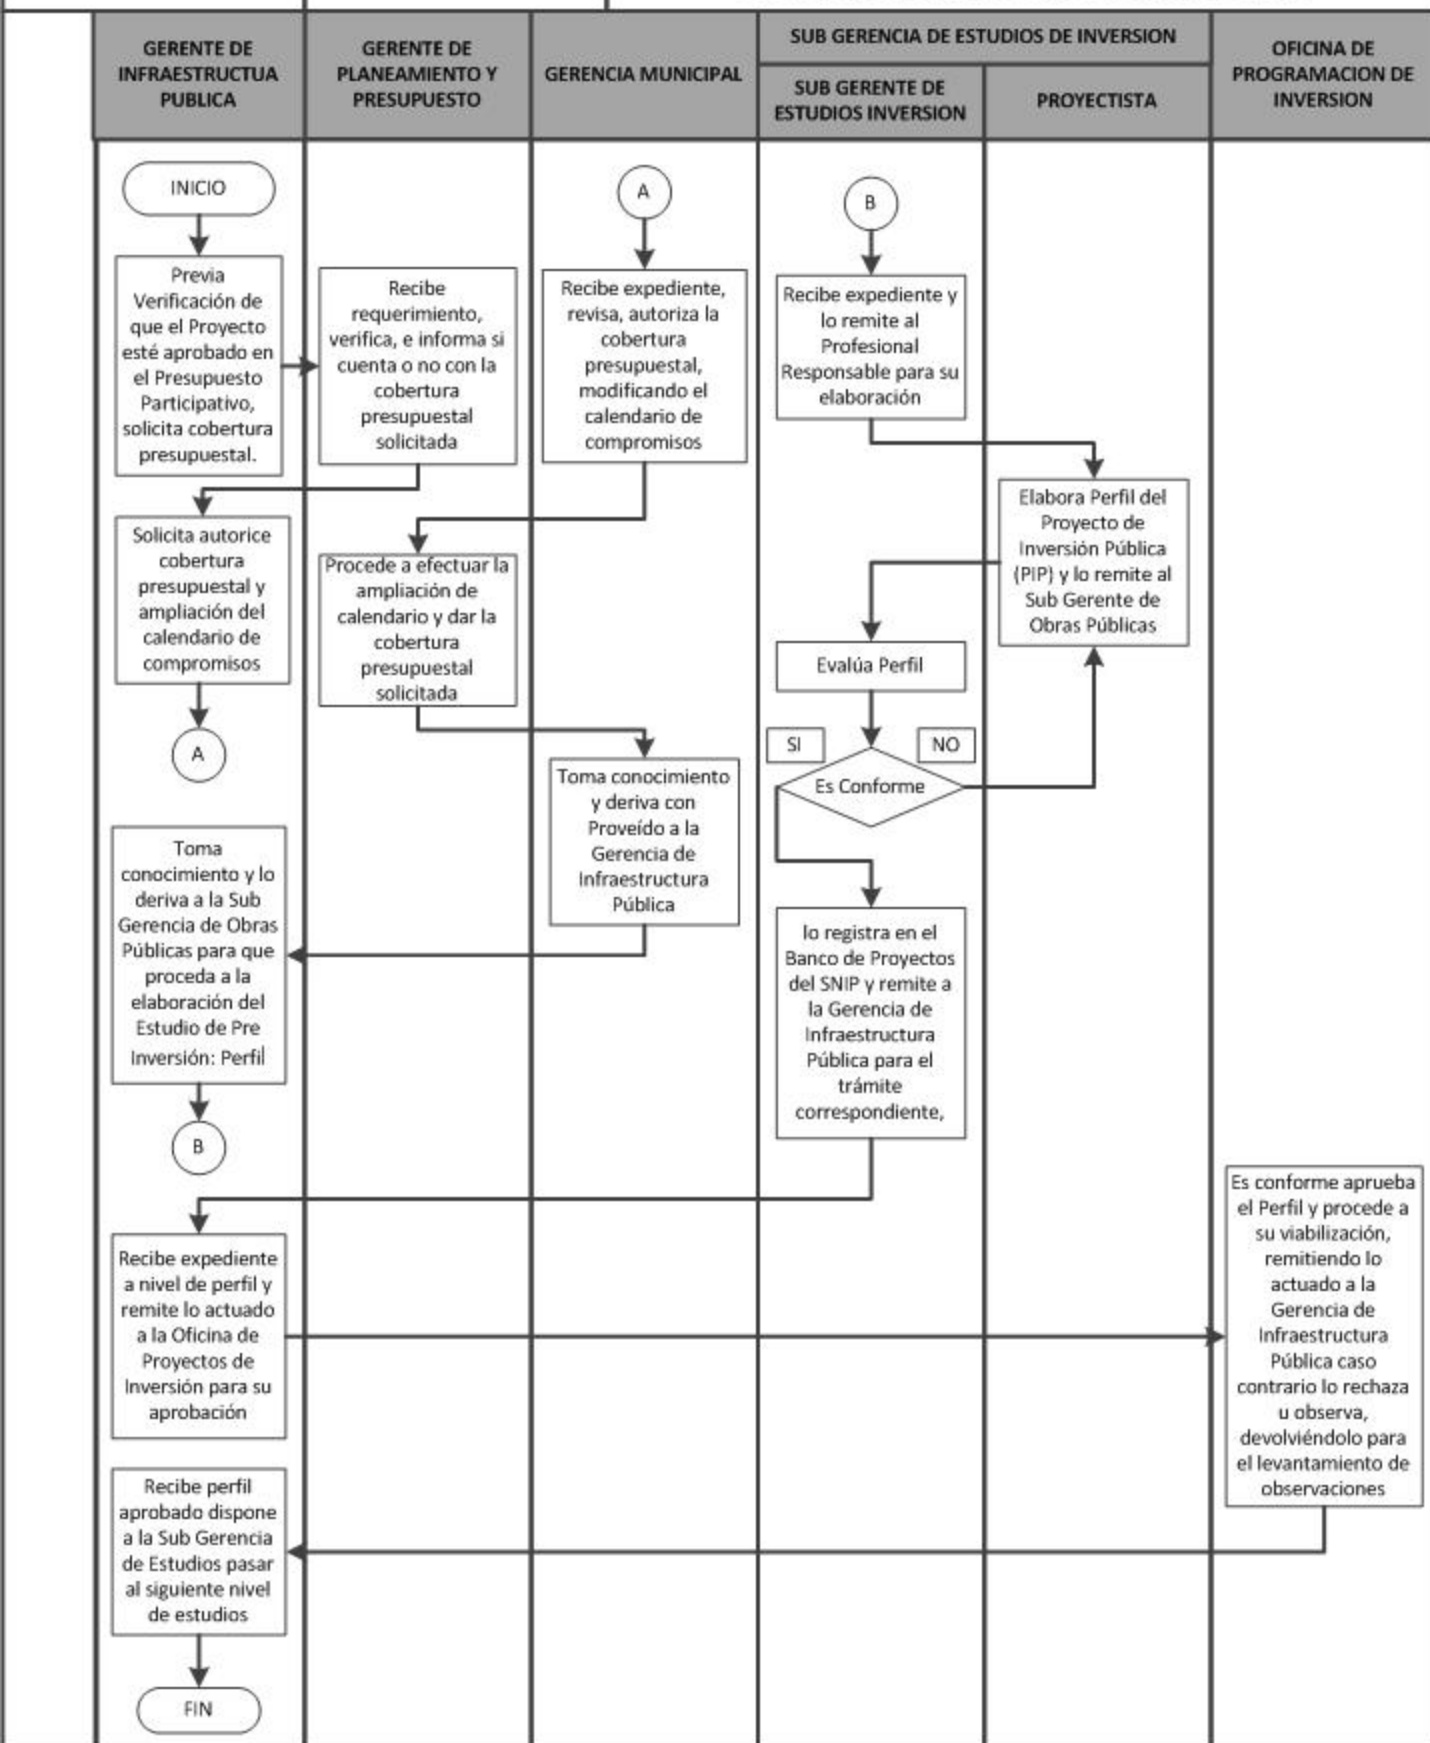 GERENTE DE
INFRAESTRUCTUA
PUBLICA
GERENTE DE
PLANEAMIENTO Y
PRESUPUESTO
GERENCIA MUNICIPAL
SUB GERENCIA DE ESTUDIOS DE INVERSION
SUB GERENTE DE
ESTUDIOS INVERSION
PROYECTISTA
OFICINA DE
PROGRAMACION DE
INVERSION
INICIO
Previa
Verificación de
que el Proyecto
esté aprobado en
el Presupuesto
Participativo,
solicita cobertura
presupuestal.
Recibe
requerimiento,
verifica, e informa si
cuenta o no con la
cobertura
presupuestal
solicitada
Solicita autorice
cobertura
presupuestal y
ampliación del
calendario de
compromisos
A
A
Recibe expediente,
revisa, autoriza la
cobertura
presupuestal,
modificando el
calendario de
compromisos
Procede a efectuar la
ampliación de
calendario y dar la
cobertura
presupuestal
solicitada
Toma conocimiento
y deriva con
Proveído a la
Gerencia de
Infraestructura
Pública
Toma
conocimiento y lo
deriva a la Sub
Gerencia de Obras
Públicas para que
proceda a la
elaboración del
Estudio de Pre
Inversión: Perfil
B
B
Recibe expediente y
lo remite al
Profesional
Responsable para su
elaboración
Elabora Perfil del
Proyecto de
Inversión Pública
(PIP) y lo remite al
Sub Gerente de
Obras Públicas
Evalúa Perfil
SI
NO
Es Conforme
lo registra en el
Banco de Proyectos
del SNIP y remite a
la Gerencia de
Infraestructura
Pública para el
trámite
correspondiente,
Recibe expediente
a nivel de perfil y
remite lo actuado
a la Oficina de
Proyectos de
Inversión para su
aprobación
Es conforme aprueba
el Perfil y procede a
su viabilización,
remitiendo lo
actuado a la
Gerencia de
Infraestructura
Pública caso
contrario lo rechaza
u observa,
devolviéndolo para
el levantamiento de
observaciones
Recibe perfil
aprobado dispone
a la Sub Gerencia
de Estudios pasar
al siguiente nivel
de estudios
FIN